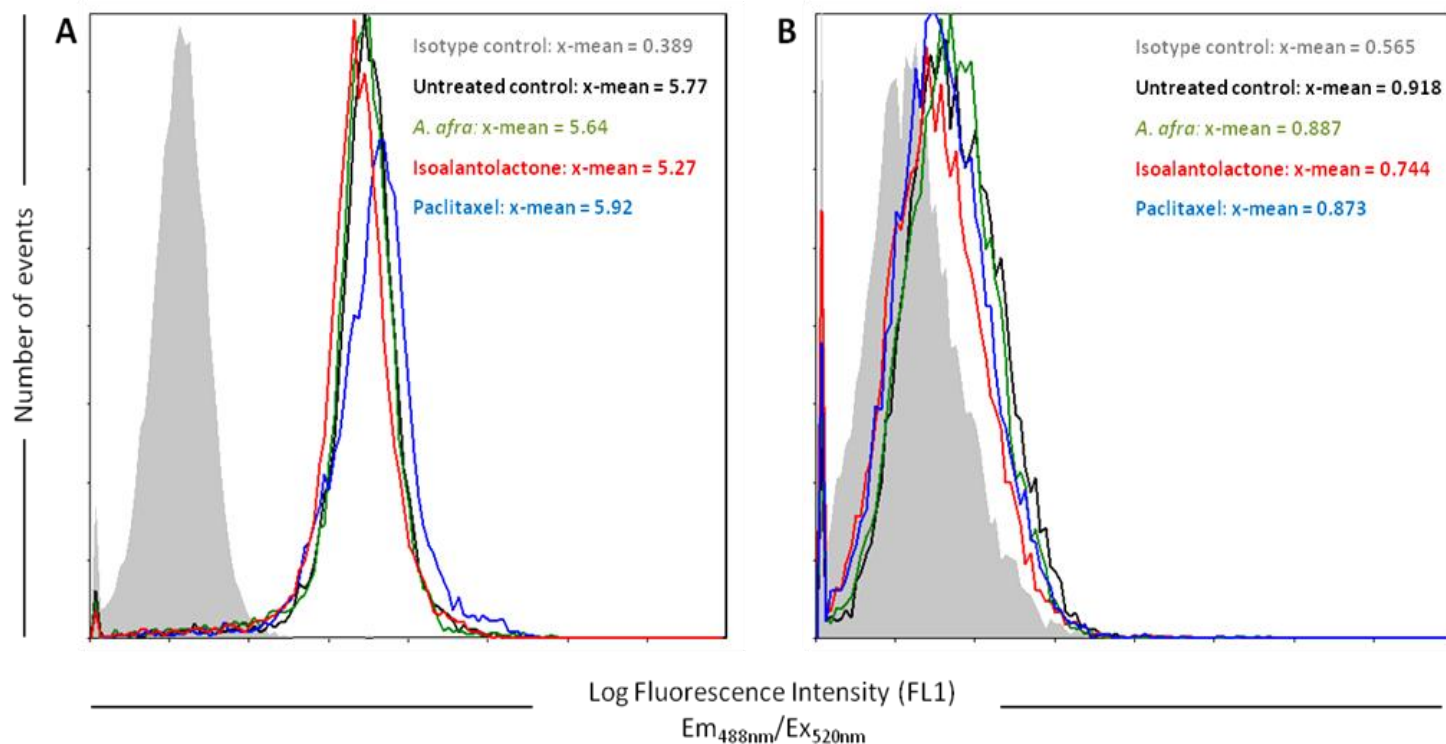 A
Isotype control: x-mean = 0.389
Untreated control: x-mean = 5.77
A. afra: x-mean = 5.64
Isoalantolactone: x-mean = 5.27
Paclitaxel: x-mean = 5.92
B
Isotype control: x-mean = 0.565
Untreated control: x-mean = 0.918
A. afra: x-mean = 0.887
Isoalantolactone: x-mean = 0.744
Paclitaxel: x-mean = 0.873
Number of events
Log Fluorescence Intensity (FL1)
Em488nm/Ex520nm